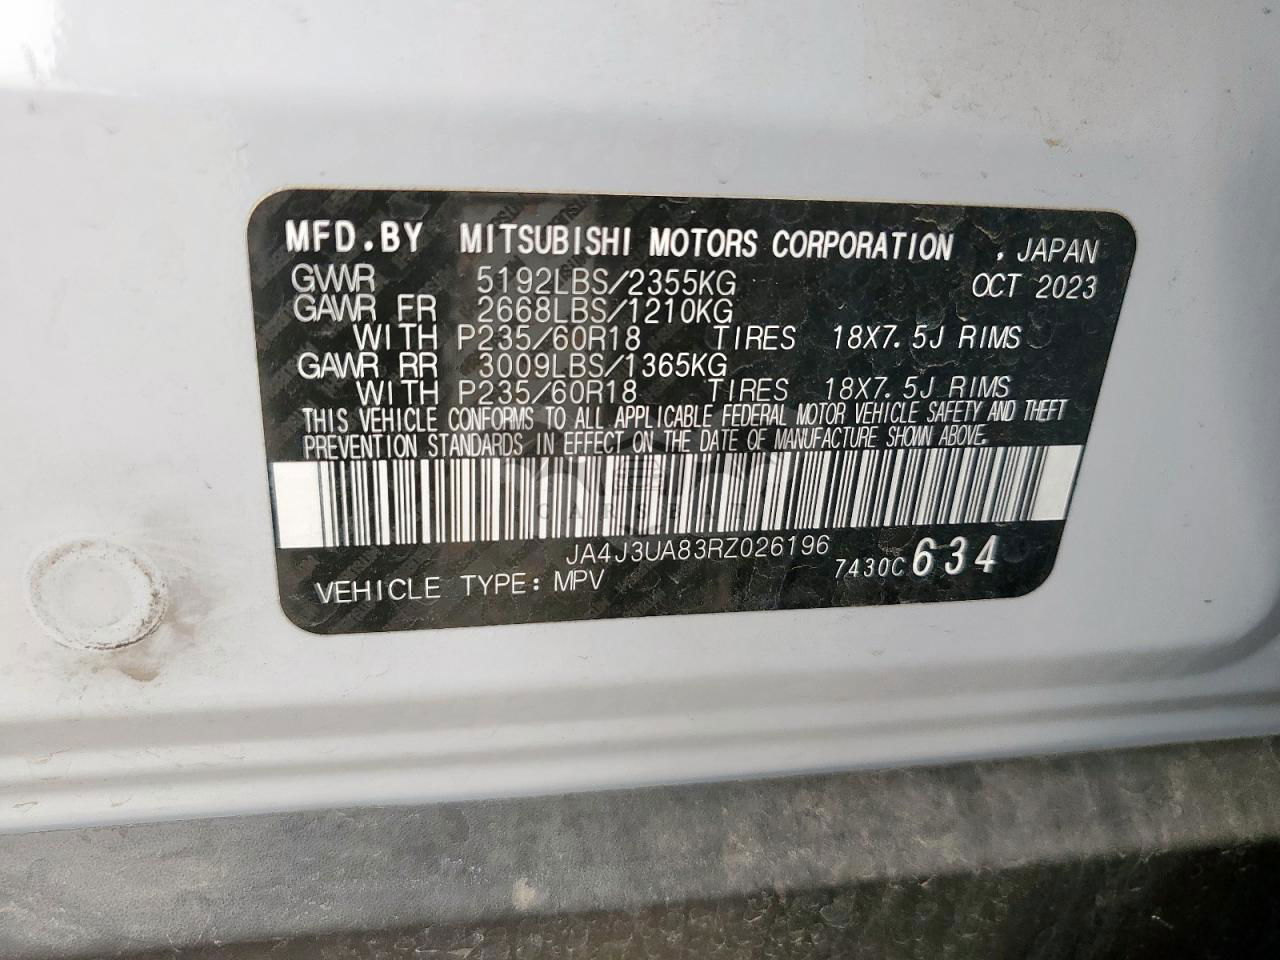 MFD.BY MITSUBISHI MOTORS CORPORATION , JAPAN
GVWR 5192LBS/2355KG OCT 2023
GAWR FR 2668LBS/1210KG
WITH P235/60R18 TIRES 18X7.5J RIMS
GAWR RR 3009LBS/1365KG
WITH P235/60R18 TIRES 18X7.5J RIMS
THIS VEHICLE CONFORMS TO ALL APPLICABLE FEDERAL MOTOR VEHICLE SAFETY AND THEFT
PREVENTION STANDARDS IN EFFECT ON THE DATE OF MANUFACTURE SHOWN ABOVE.
JA4J3UA83RZ026196
7430C 634
VEHICLE TYPE: MPV